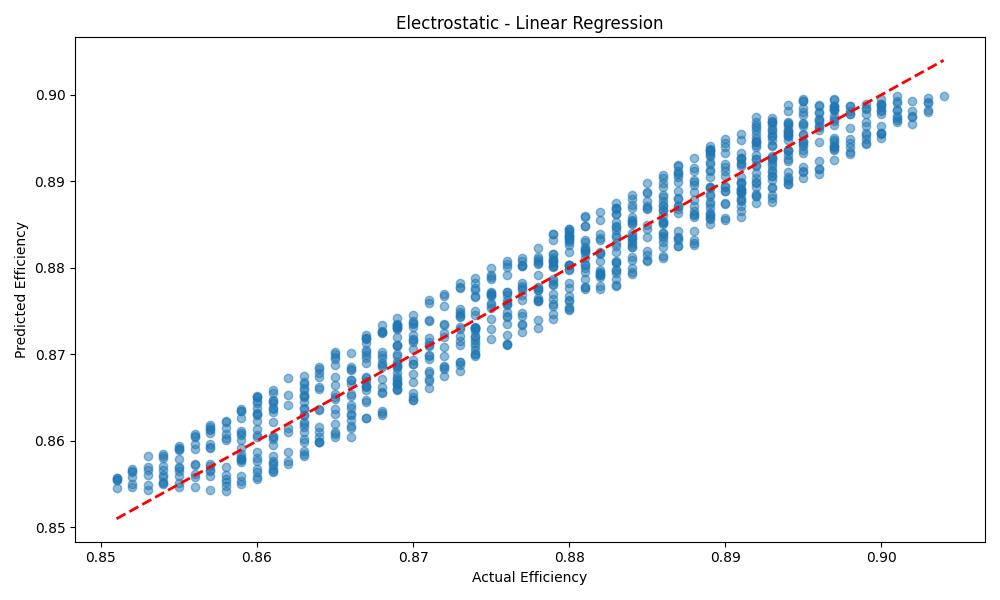 Electrostatic - Linear Regression
Predicted Efficiency
0.90
0.89
0.88
0.87
0.86
0.85
0.85 0.86 0.87 0.88 0.89 0.90
Actual Efficiency